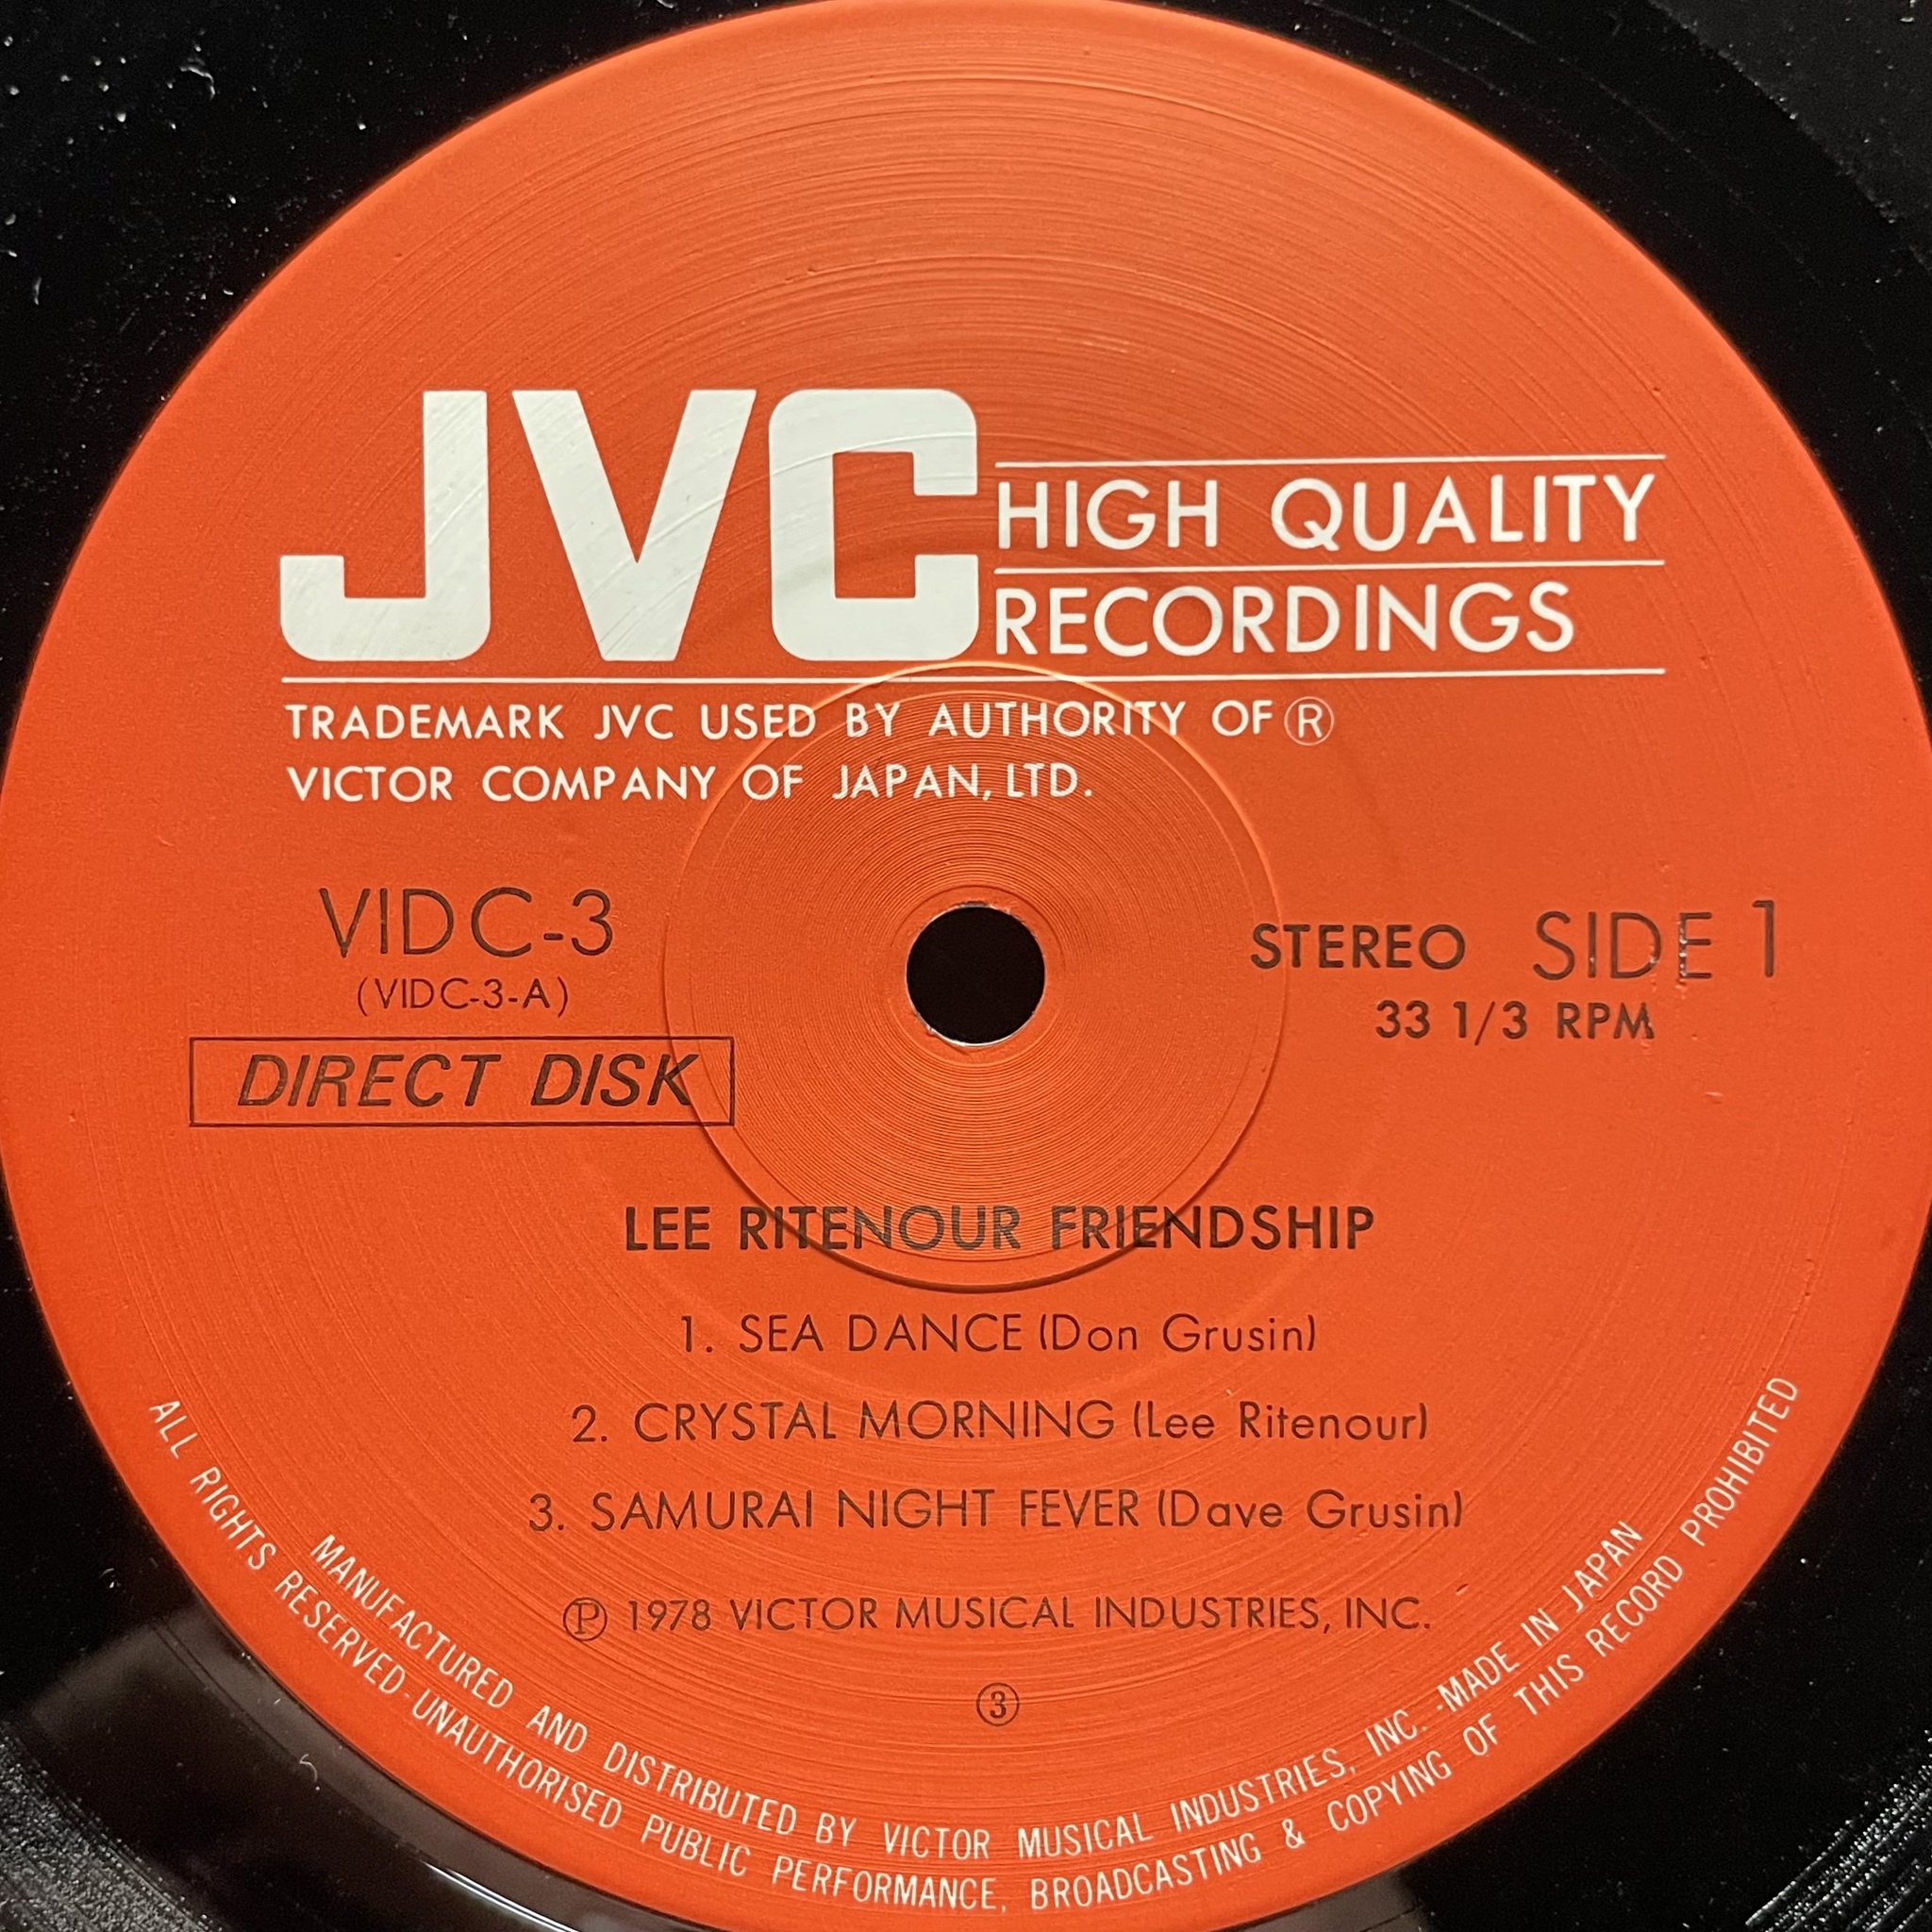 JVC HIGH QUALITY
RECORDINGS
TRADEMARK JVC USED BY AUTHORITY OF ®
VICTOR COMPANY OF JAPAN, LTD.
VIDC-3
(VIDC-3-A)
DIRECT DISK
STEREO SIDE 1
33 1/3 RPM
LEE RITENOUR FRIENDSHIP
1. SEA DANCE (Don Grusin)
2. CRYSTAL MORNING (Lee Ritenour)
3. SAMURAI NIGHT FEVER (Dave Grusin)
℗ 1978 VICTOR MUSICAL INDUSTRIES, INC.
③
MANUFACTURED AND DISTRIBUTED BY VICTOR MUSICAL INDUSTRIES, INC. -MADE IN JAPAN
ALL RIGHTS RESERVED-UNAUTHORISED PUBLIC PERFORMANCE, BROADCASTING & COPYING OF THIS RECORD PROHIBITED